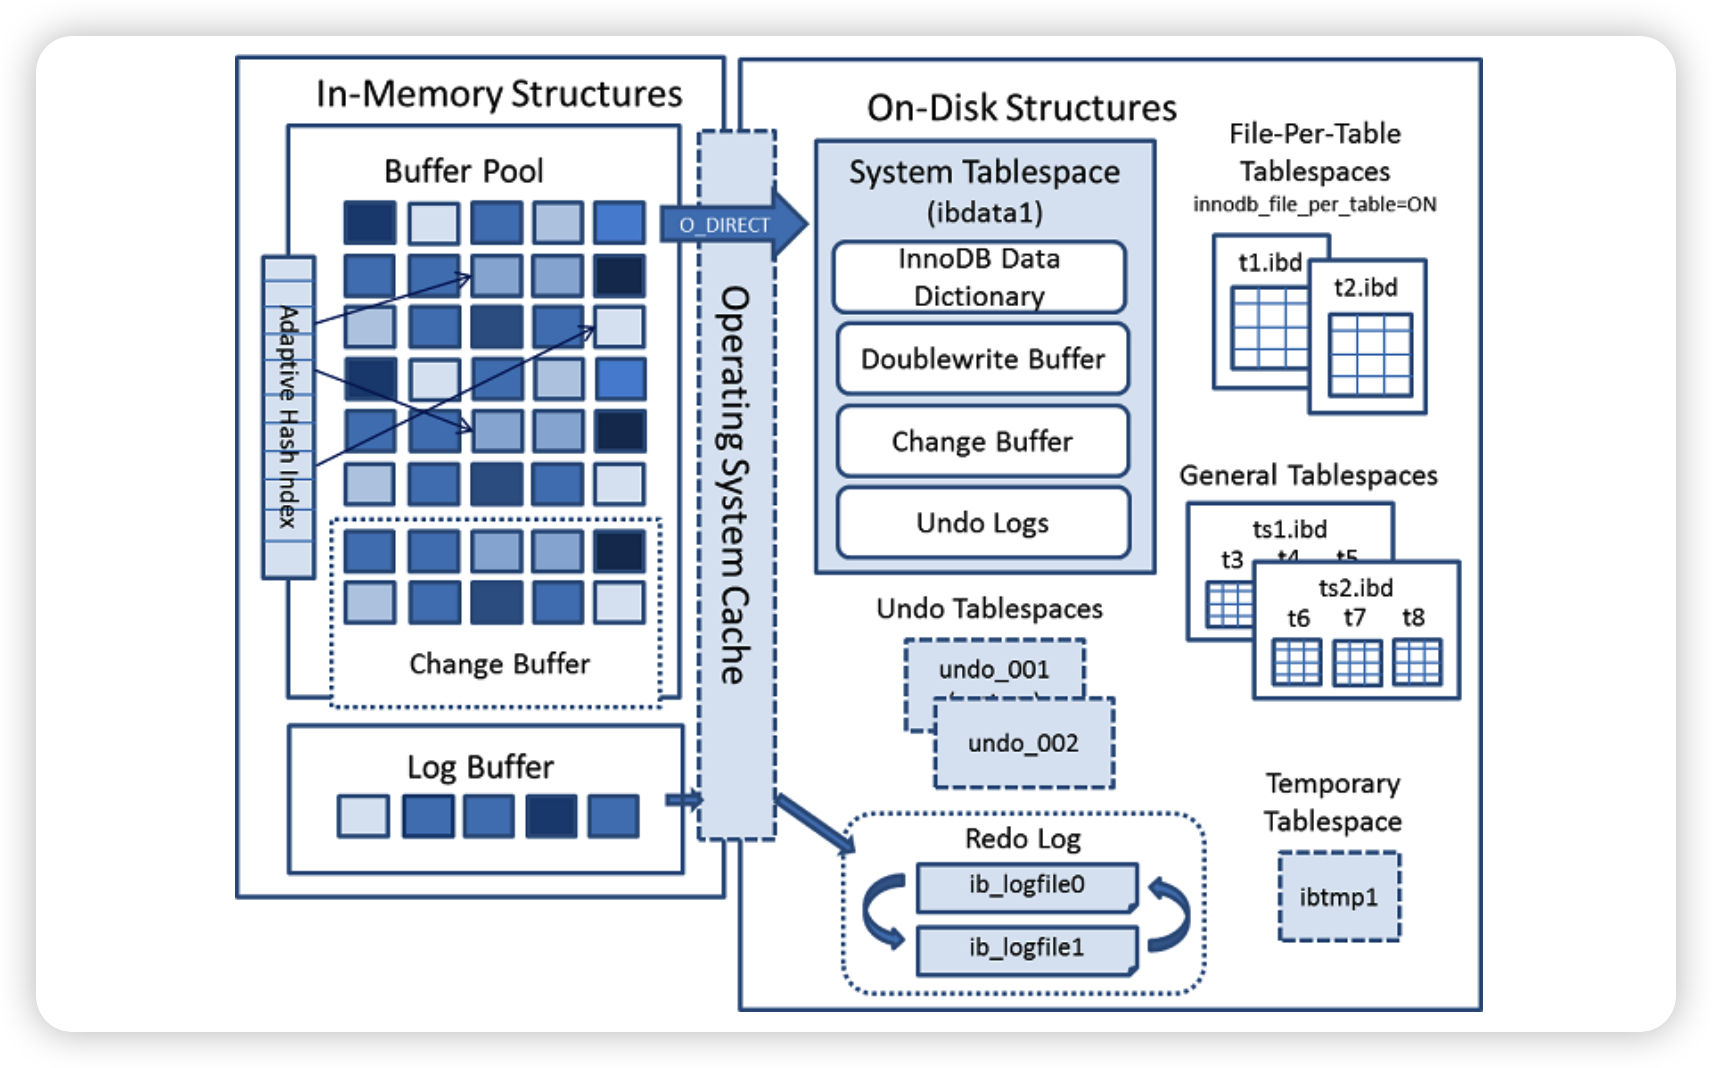 In-Memory Structures
Buffer Pool
Adaptive Hash Index
Change Buffer
Log Buffer
Operating System Cache
O_DIRECT
On-Disk Structures
System Tablespace
(ibdata1)
InnoDB Data
Dictionary
Doublewrite Buffer
Change Buffer
Undo Logs
Undo Tablespaces
undo_001
undo_002
Redo Log
ib_logfile0
ib_logfile1
File-Per-Table
Tablespaces
innodb_file_per_table=ON
t1.ibd
t2.ibd
General Tablespaces
ts1.ibd
t3 t4 t5
ts2.ibd
t6 t7 t8
Temporary
Tablespace
ibtmp1